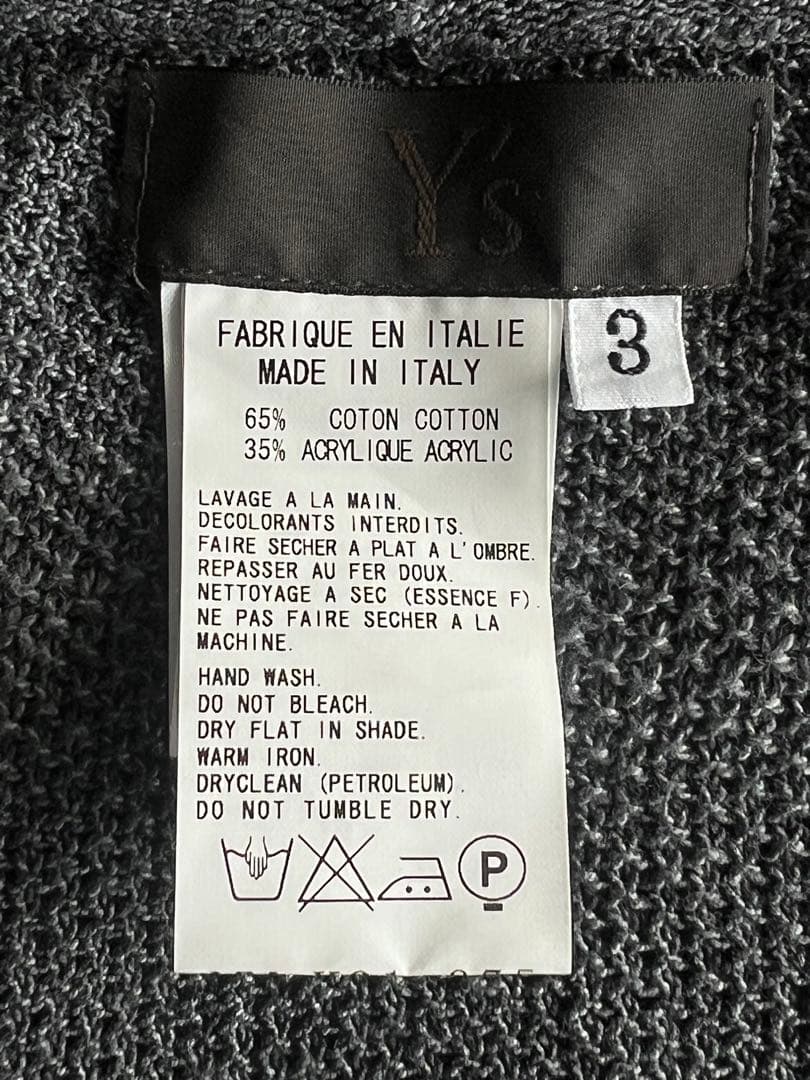 Y's
3
FABRIQUE EN ITALIE
MADE IN ITALY
65% COTON COTTON
35% ACRYLIQUE ACRYLIC
LAVAGE A LA MAIN.
DECOLORANTS INTERDITS.
FAIRE SECHER A PLAT A L'OMBRE.
REPASSER AU FER DOUX.
NETTOYAGE A SEC (ESSENCE F).
NE PAS FAIRE SECHER A LA
MACHINE.
HAND WASH.
DO NOT BLEACH.
DRY FLAT IN SHADE.
WARM IRON.
DRYCLEAN (PETROLEUM).
DO NOT TUMBLE DRY.
P